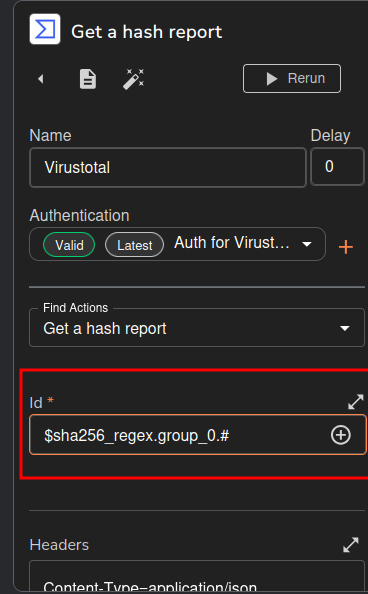 Get a hash report
Rerun
Name
Delay
Virustotal
0
Authentication
Valid
Latest
Auth for Virust...
Find Actions
Get a hash report
Id *
$sha256_regex.group_0.#
Headers
Content-Type=application/json